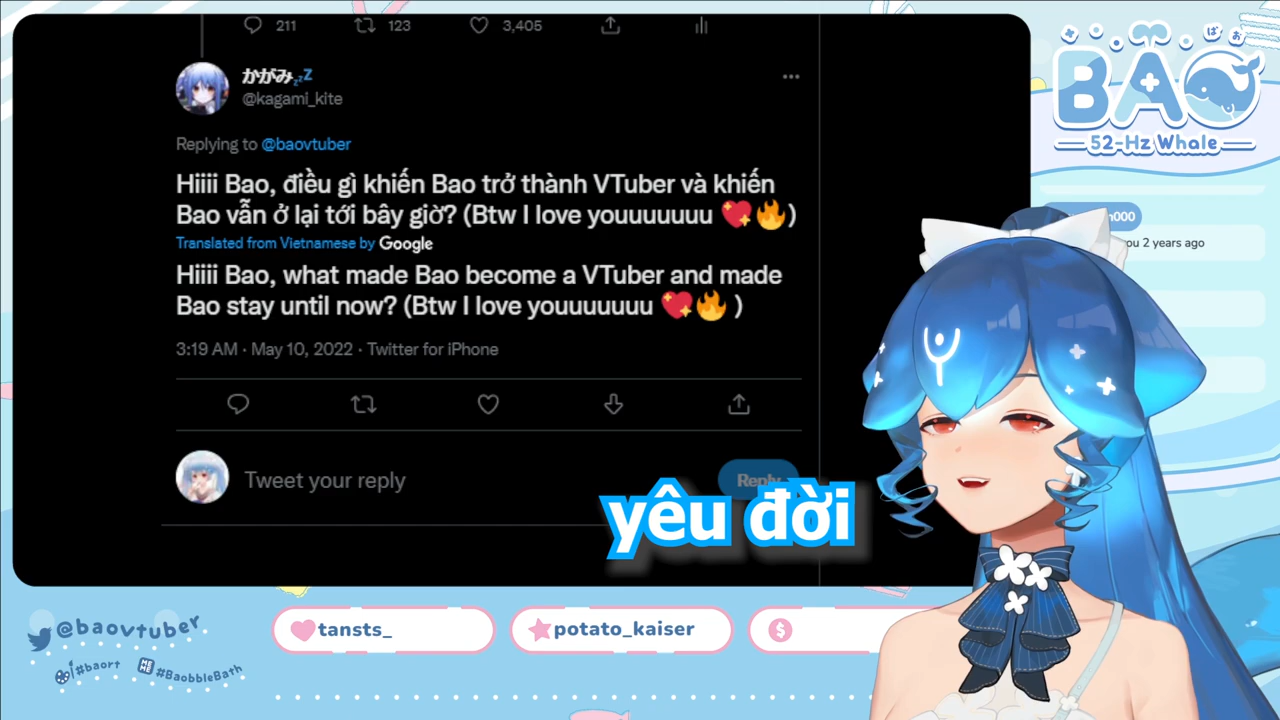 211 123 3,405
かがみ💤
@kagami_kite
Replying to @baovtuber
Hiiii Bao, điều gì khiến Bao trở thành VTuber và khiến
Bao vẫn ở lại tới bây giờ? (Btw I love youuuuuuu 💖🔥)
Translated from Vietnamese by Google
Hiiii Bao, what made Bao become a VTuber and made
Bao stay until now? (Btw I love youuuuuuu 💖🔥 )
3:19 AM · May 10, 2022 · Twitter for iPhone
Tweet your reply
Reply
yêu đời
ばお
BAO
52-Hz Whale
000
ou 2 years ago
@baovtuber
#baort
MEME
#BaobbleBath
tansts_
potato_kaiser
$